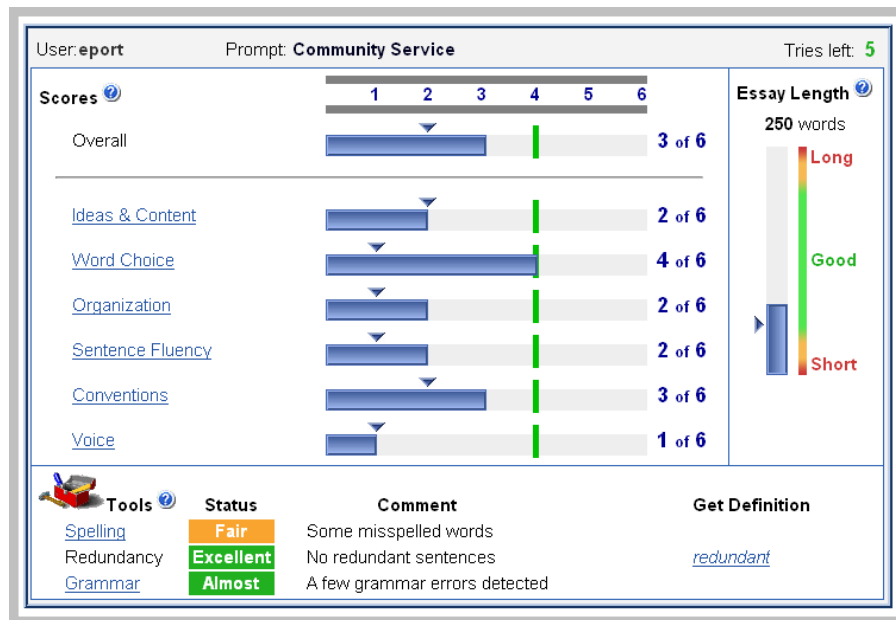 User:eport Prompt: Community Service Tries left: 5
Scores 1 2 3 4 5 6 Essay Length
250 words
Overall 3 of 6
Long
Ideas & Content 2 of 6
Word Choice 4 of 6 Good
Organization 2 of 6
Sentence Fluency 2 of 6
Short
Conventions 3 of 6
Voice 1 of 6
Tools Status Comment Get Definition
Spelling Fair Some misspelled words
Redundancy Excellent No redundant sentences redundant
Grammar Almost A few grammar errors detected